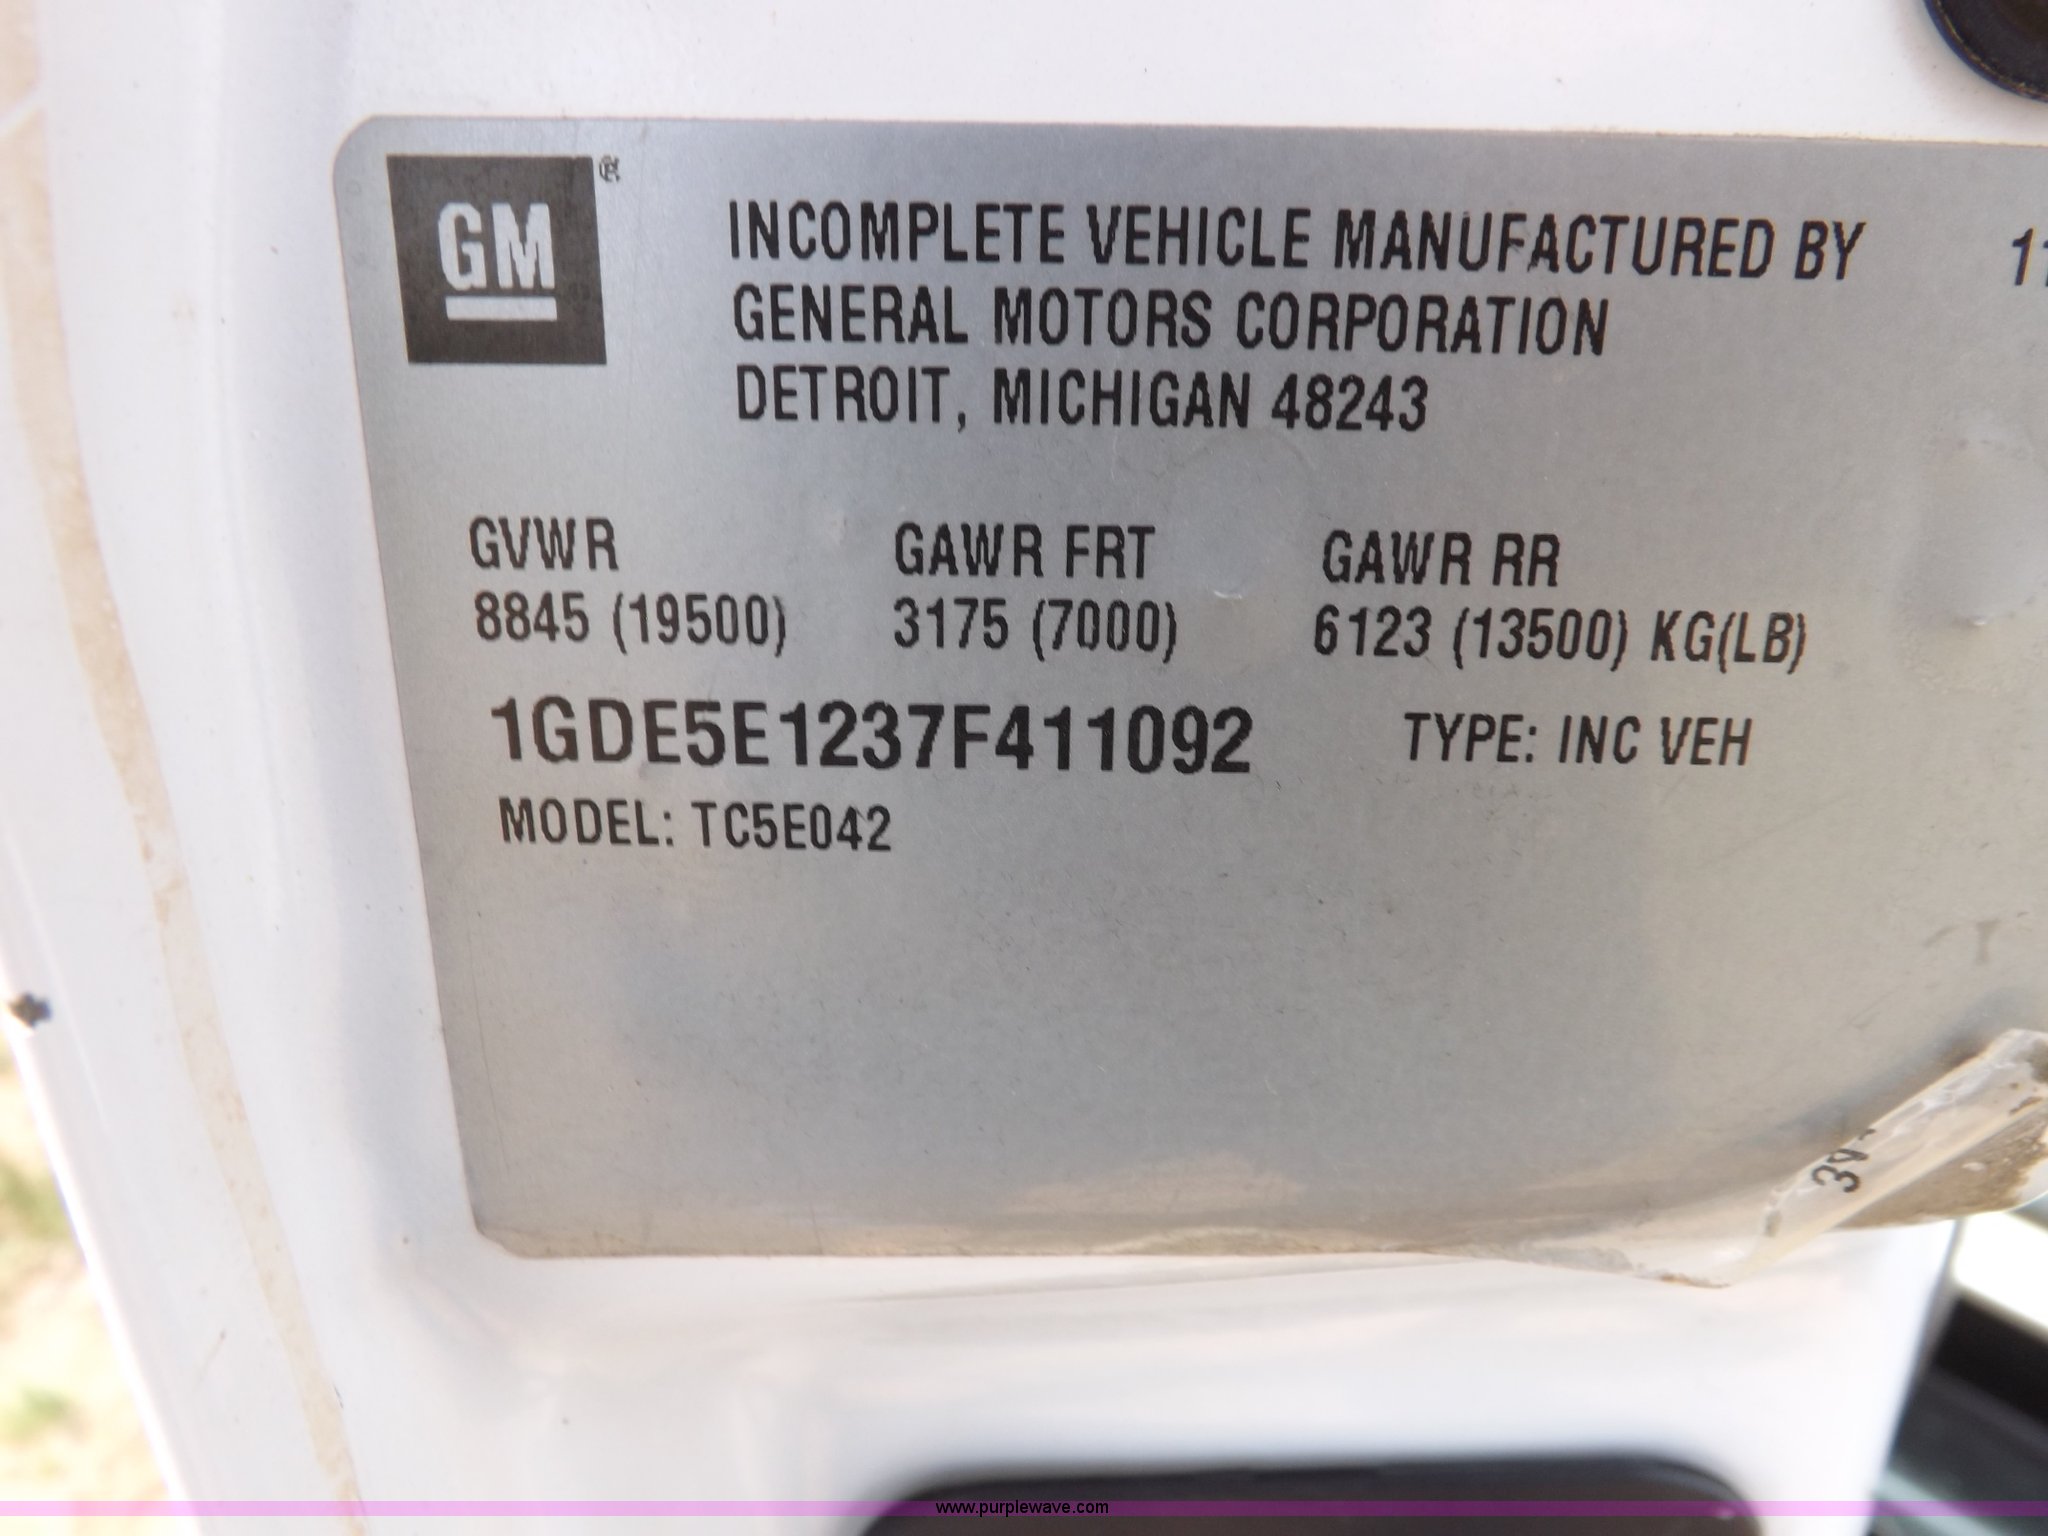 GM ®
INCOMPLETE VEHICLE MANUFACTURED BY
GENERAL MOTORS CORPORATION
DETROIT, MICHIGAN 48243
GVWR GAWR FRT GAWR RR
8845 (19500) 3175 (7000) 6123 (13500) KG(LB)
1GDE5E1237F411092 TYPE: INC VEH
MODEL: TC5E042
www.purplewave.com